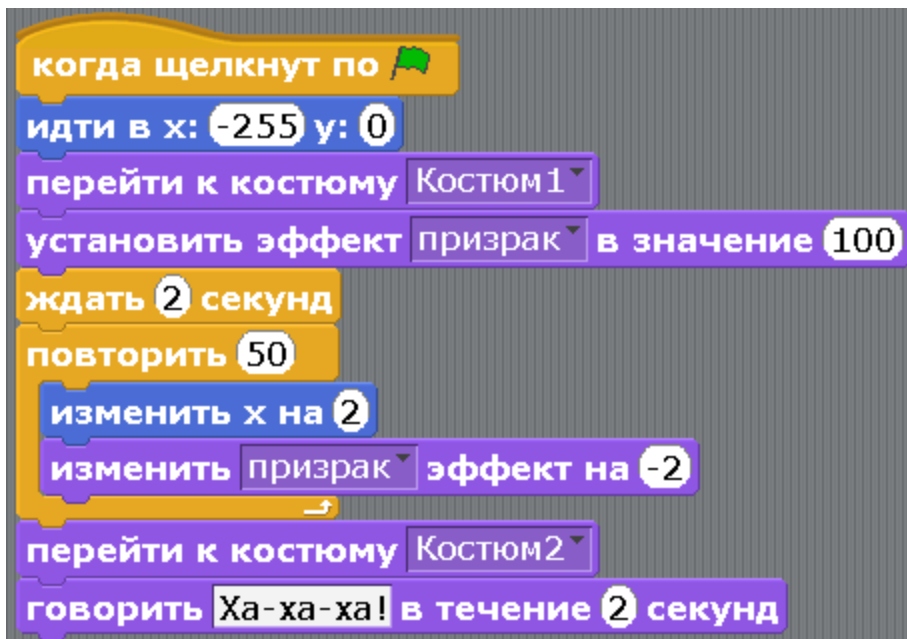 когда щелкнут по
идти в x: -255 y: 0
перейти к костюму Костюм1
установить эффект призрак в значение 100
ждать 2 секунд
повторить 50
изменить x на 2
изменить призрак эффект на -2
перейти к костюму Костюм2
говорить Ха-ха-ха! в течение 2 секунд